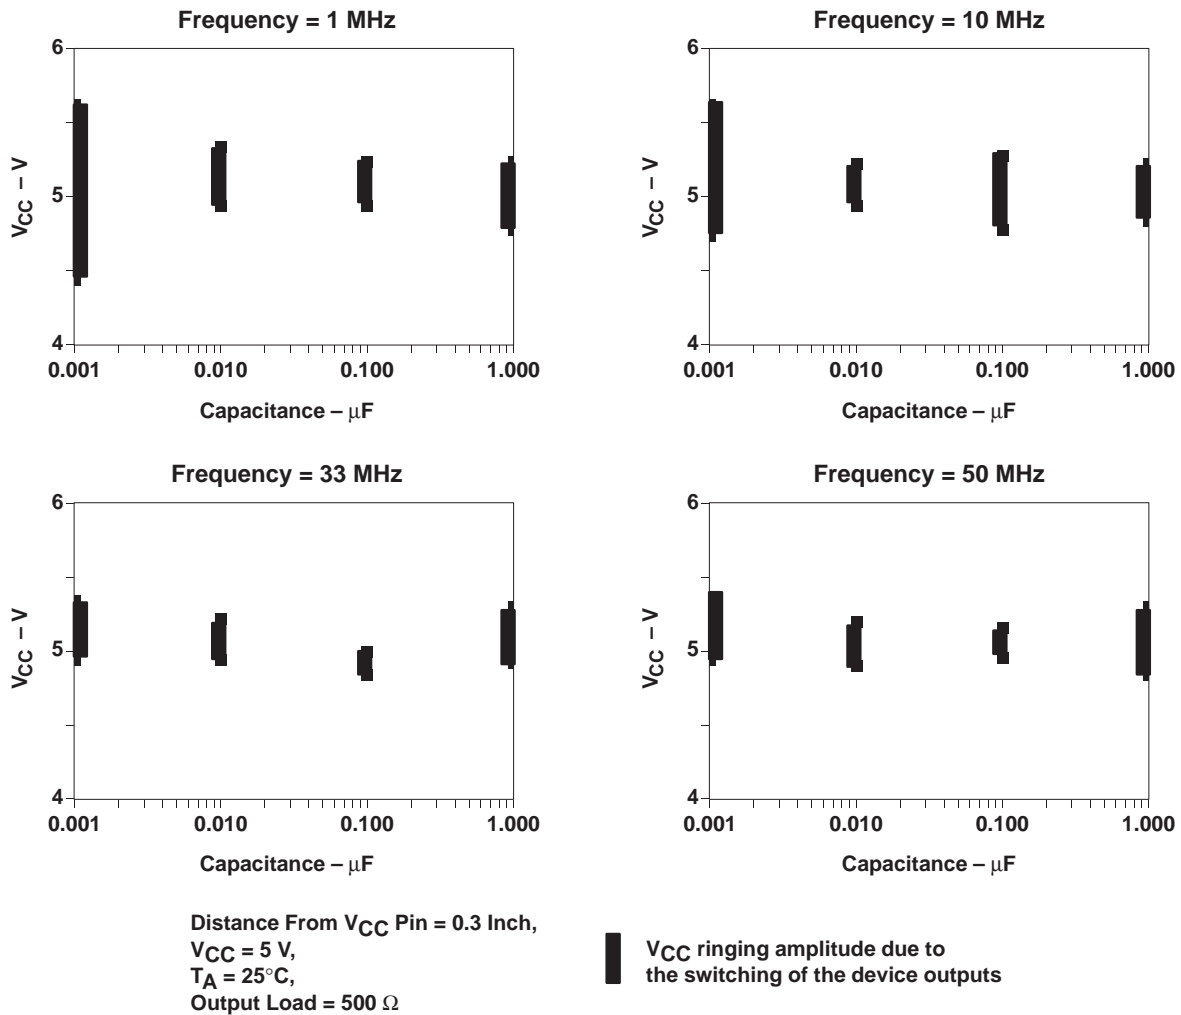 Frequency = 1 MHz
6
5
4
VCC – V
0.001 0.010 0.100 1.000
Capacitance – μF
Frequency = 10 MHz
6
5
4
VCC – V
0.001 0.010 0.100 1.000
Capacitance – μF
Frequency = 33 MHz
6
5
4
VCC – V
0.001 0.010 0.100 1.000
Capacitance – μF
Frequency = 50 MHz
6
5
4
VCC – V
0.001 0.010 0.100 1.000
Capacitance – μF
Distance From VCC Pin = 0.3 Inch,
VCC = 5 V,
TA = 25°C,
Output Load = 500 Ω
VCC ringing amplitude due to
the switching of the device outputs